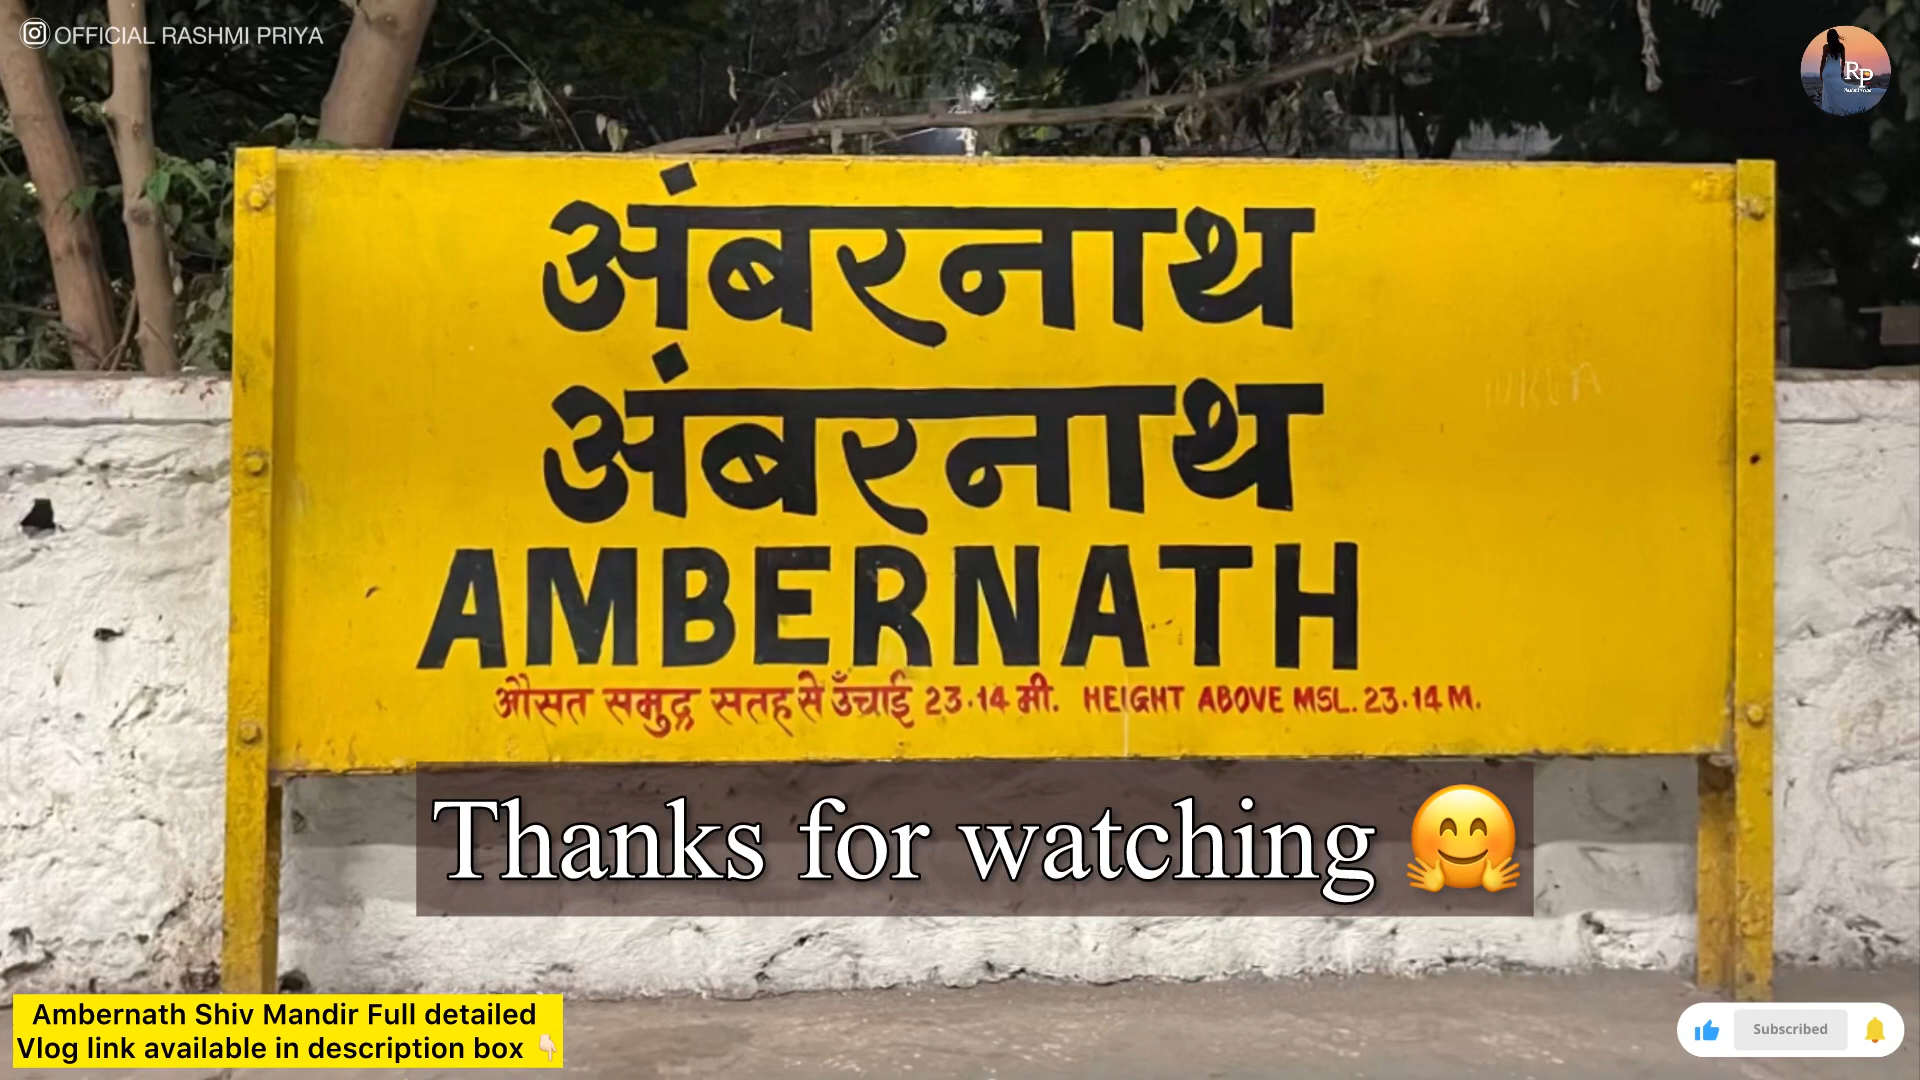 OFFICIAL RASHMI PRIYA
RP
अंबरनाथ
अंबरनाथ
AMBERNATH
औसत समुद्र सतह से उँचाई 23.14 मी. HEIGHT ABOVE MSL. 23.14 M.
Thanks for watching 🤗
Ambernath Shiv Mandir Full detailed
Vlog link available in description box 👇🏻
Subscribed